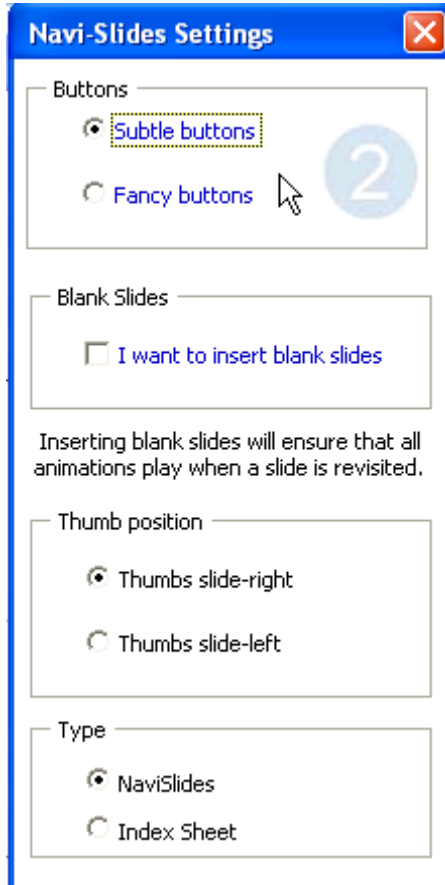 Navi-Slides Settings
Buttons
Subtle buttons
2
Fancy buttons
Blank Slides
I want to insert blank slides
Inserting blank slides will ensure that all
animations play when a slide is revisited.
Thumb position
Thumbs slide-right
Thumbs slide-left
Type
NaviSlides
Index Sheet